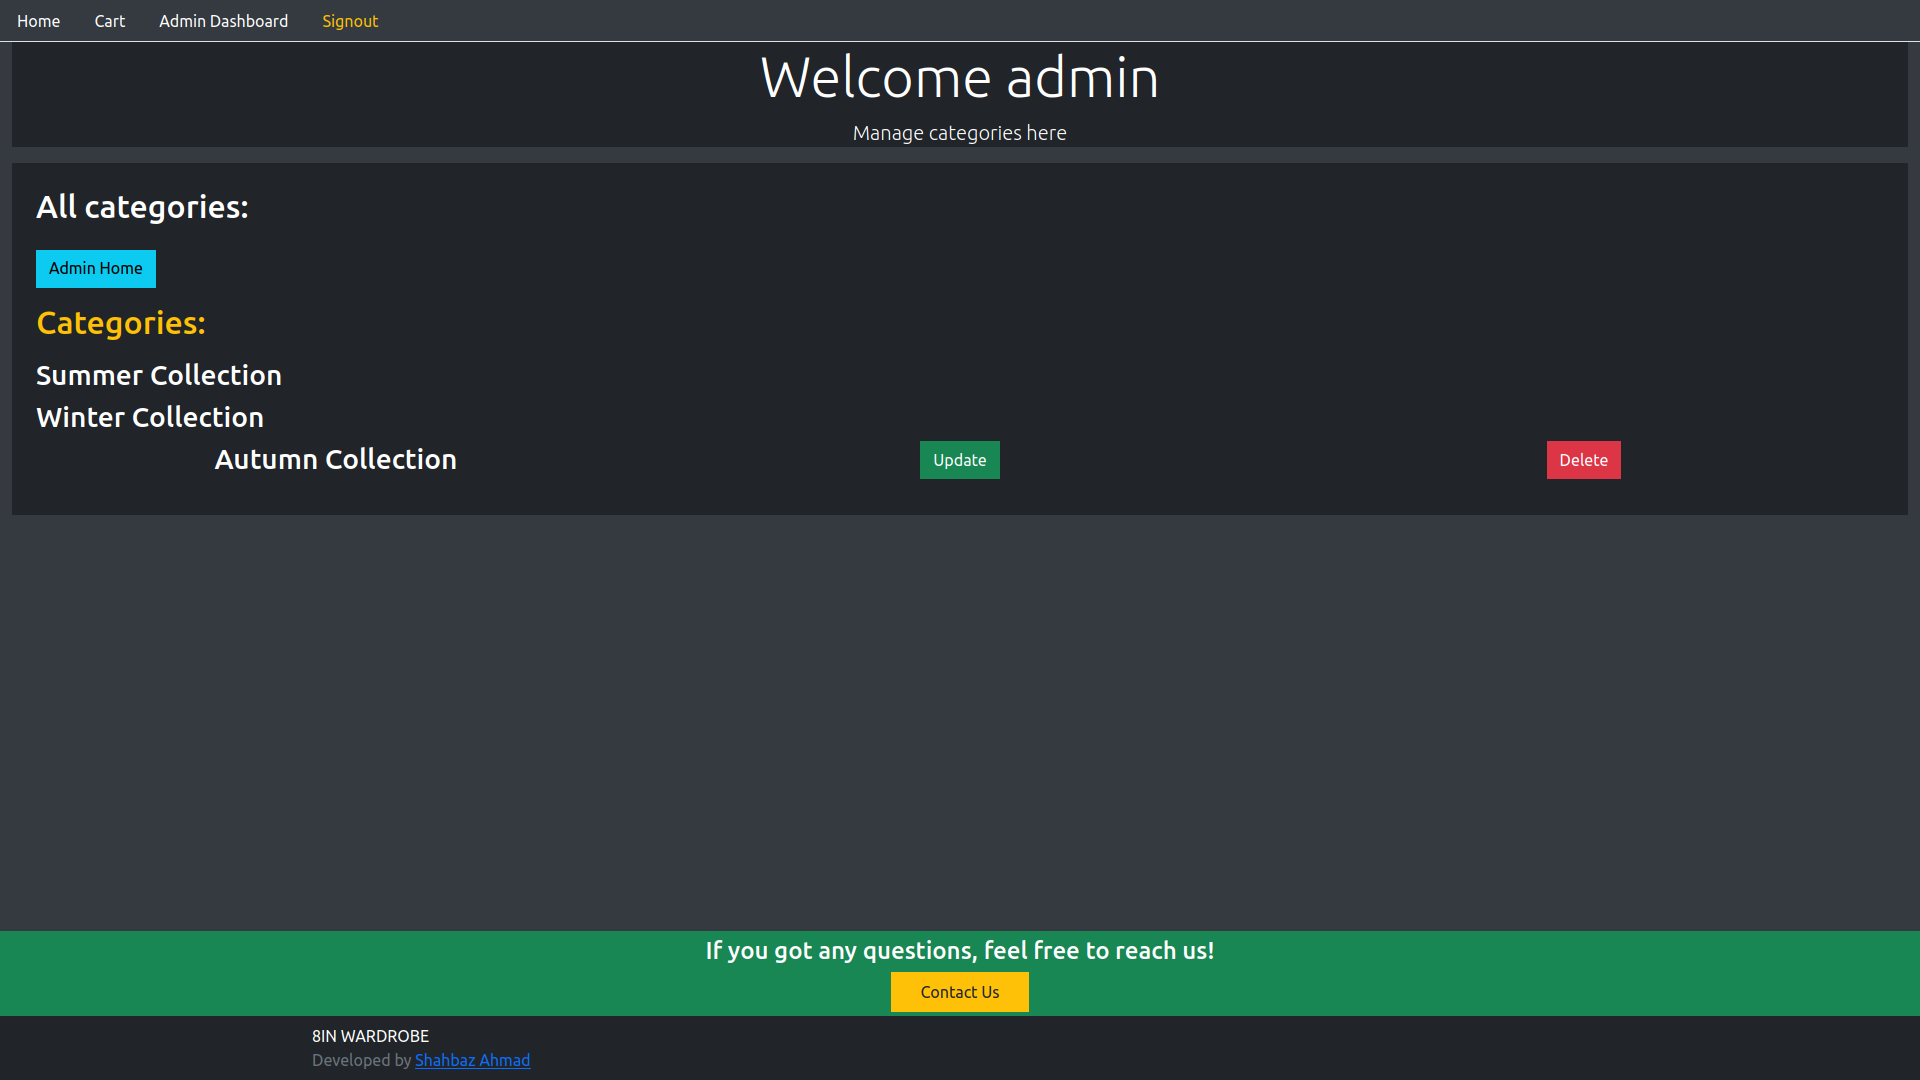 Home Cart Admin Dashboard Signout
Welcome admin
Manage categories here
All categories:
Admin Home
Categories:
Summer Collection
Winter Collection
Autumn Collection Update Delete
If you got any questions, feel free to reach us!
Contact Us
8IN WARDROBE
Developed by Shahbaz Ahmad